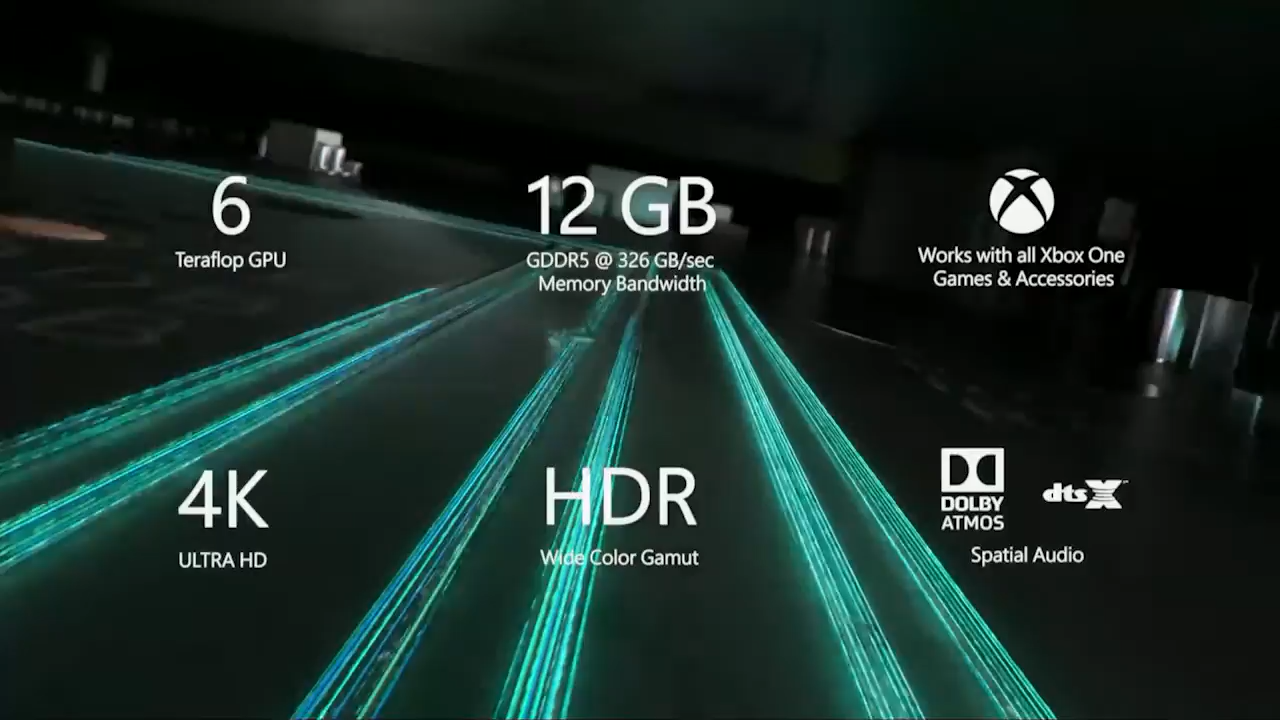 6
Teraflop GPU
12 GB
GDDR5 @ 326 GB/sec
Memory Bandwidth
Works with all Xbox One
Games & Accessories
4K
ULTRA HD
HDR
Wide Color Gamut
DOLBY
ATMOS
dtsX
Spatial Audio